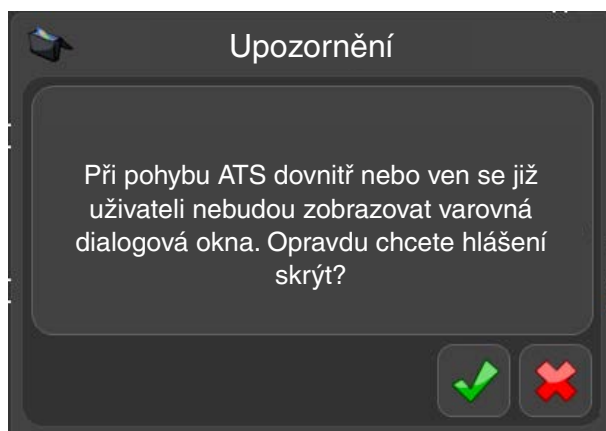 Upozornění
Při pohybu ATS dovnitř nebo ven se již
uživateli nebudou zobrazovat varovná
dialogová okna. Opravdu chcete hlášení
skrýt?